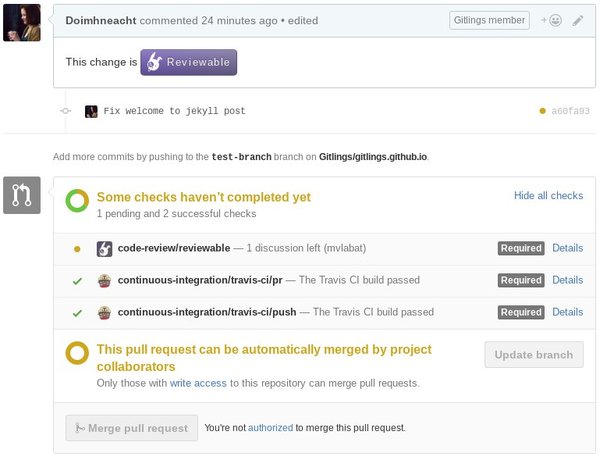 Doimhneacht commented 24 minutes ago • edited
Gitlings member
This change is Reviewable
Fix welcome to jekyll post
a60fa93
Add more commits by pushing to the test-branch branch on Gitlings/gitlings.github.io.
Some checks haven't completed yet
Hide all checks
1 pending and 2 successful checks
code-review/reviewable — 1 discussion left (mvlabat)
Required Details
continuous-integration/travis-ci/pr — The Travis CI build passed
Required Details
continuous-integration/travis-ci/push — The Travis CI build passed
Required Details
This pull request can be automatically merged by project
collaborators
Update branch
Only those with write access to this repository can merge pull requests.
Merge pull request
You're not authorized to merge this pull request.